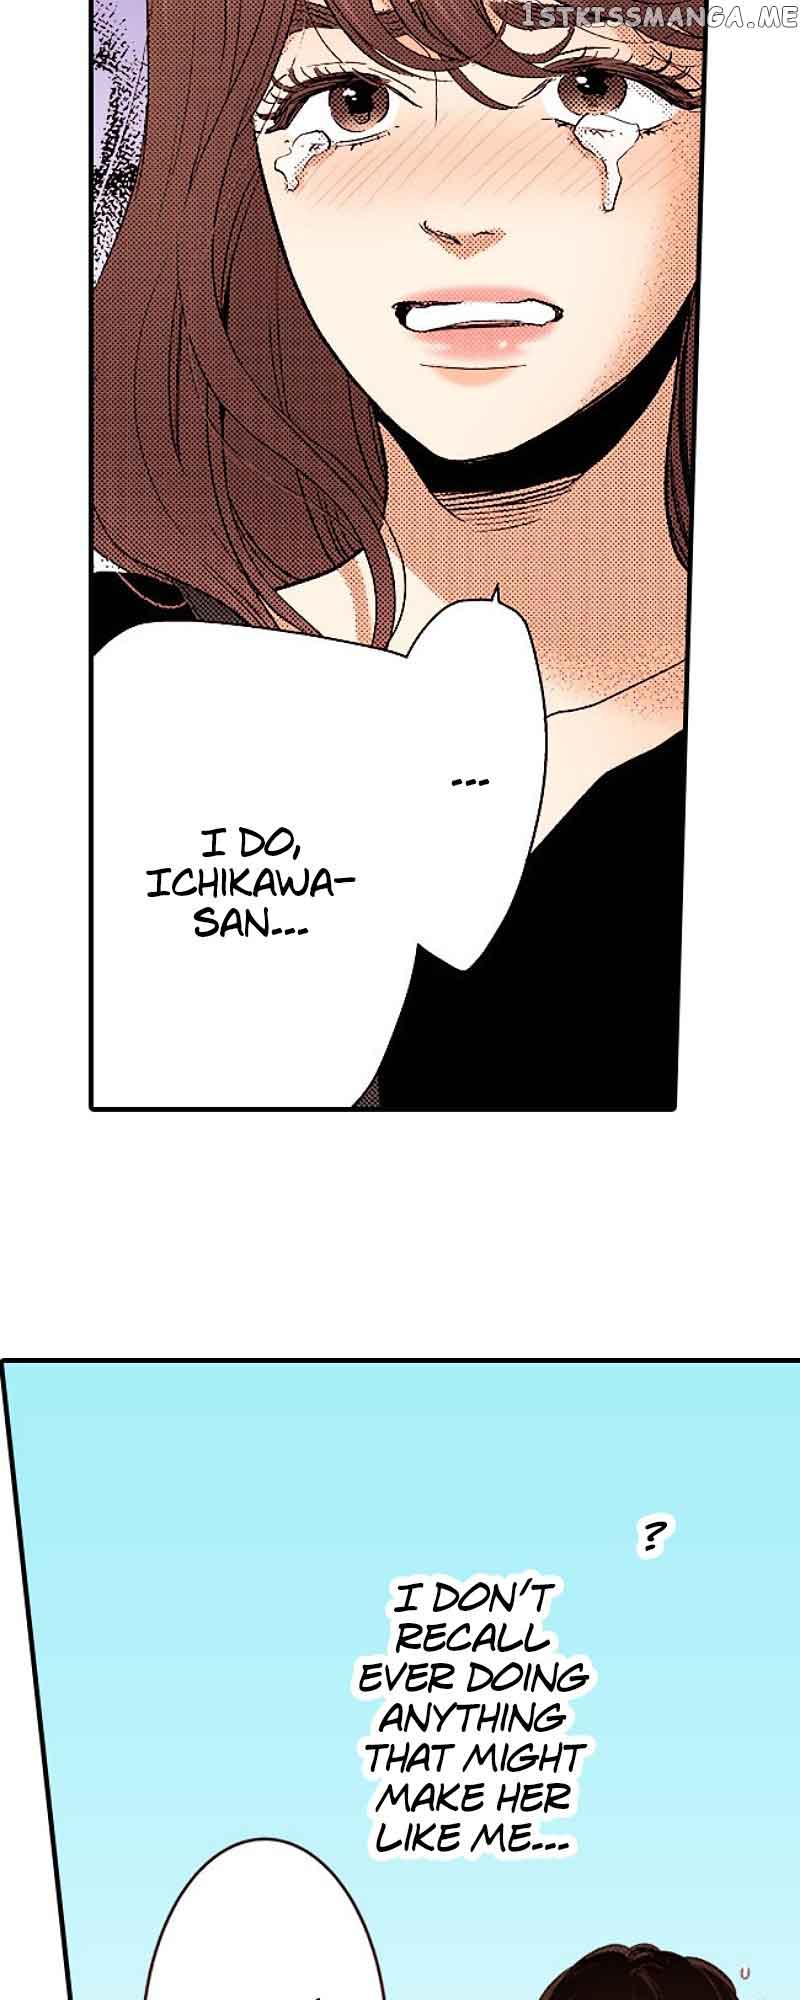 1STKISSMANGA.ME
...
I DO,
ICHIKAWA-
SAN...
?
I DON'T
RECALL
EVER DOING
ANYTHING
THAT MIGHT
MAKE HER
LIKE ME...